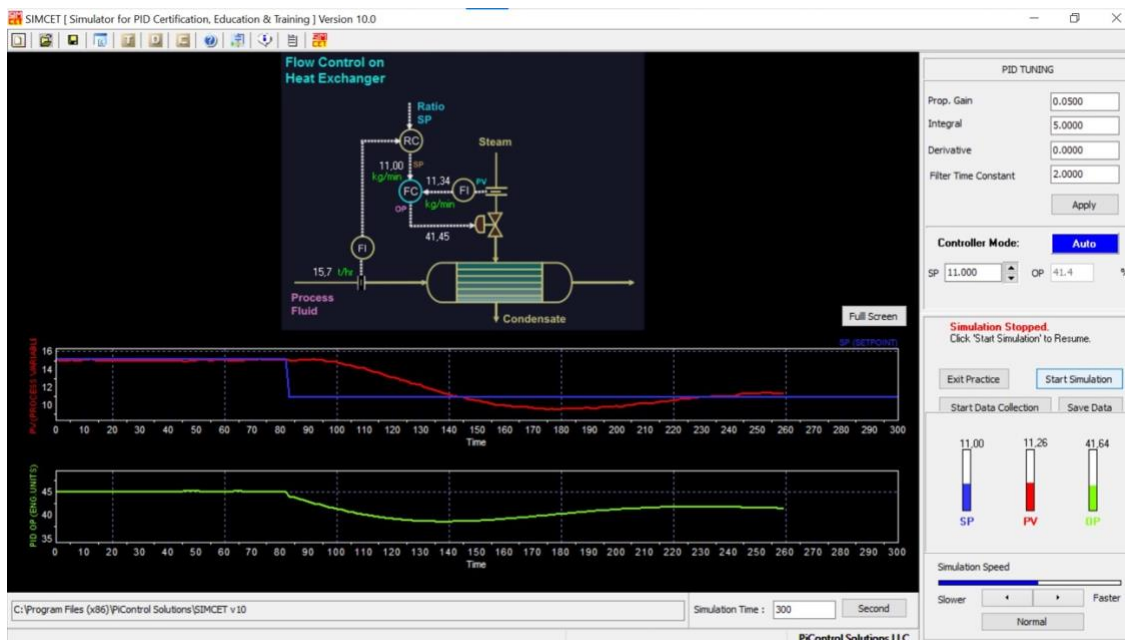 SIMCET [ Simulator for PID Certification, Education & Training ] Version 10.0
Flow Control on
Heat Exchanger
Ratio
SP
RC
Steam
11,00
SP
kg/min
11,34
FI
PV
FC
kg/min
OP
41,45
FI
15,7 t/hr
Process
Fluid
Condensate
Full Screen
SP (SETPOINT)
PV (PROCESS VARIABLE)
16
14
12
10
0 10 20 30 40 50 60 70 80 90 100 110 120 130 140 150 160 170 180 190 200 210 220 230 240 250 260 270 280 290 300
Time
PID OP (ENG. UNITS)
45
40
35
0 10 20 30 40 50 60 70 80 90 100 110 120 130 140 150 160 170 180 190 200 210 220 230 240 250 260 270 280 290 300
Time
PID TUNING
Prop. Gain 0.0500
Integral 5.0000
Derivative 0.0000
Filter Time Constant 2.0000
Apply
Controller Mode: Auto
SP 11.000 OP 41.4 %
Simulation Stopped.
Click 'Start Simulation' to Resume.
Exit Practice Start Simulation
Start Data Collection Save Data
11,00 11,26 41,64
SP PV OP
Simulation Speed
Slower Faster
Normal
C:\Program Files (x86)\PiControl Solutions\SIMCET v10
Simulation Time : 300 Second
PiControl Solutions LLC